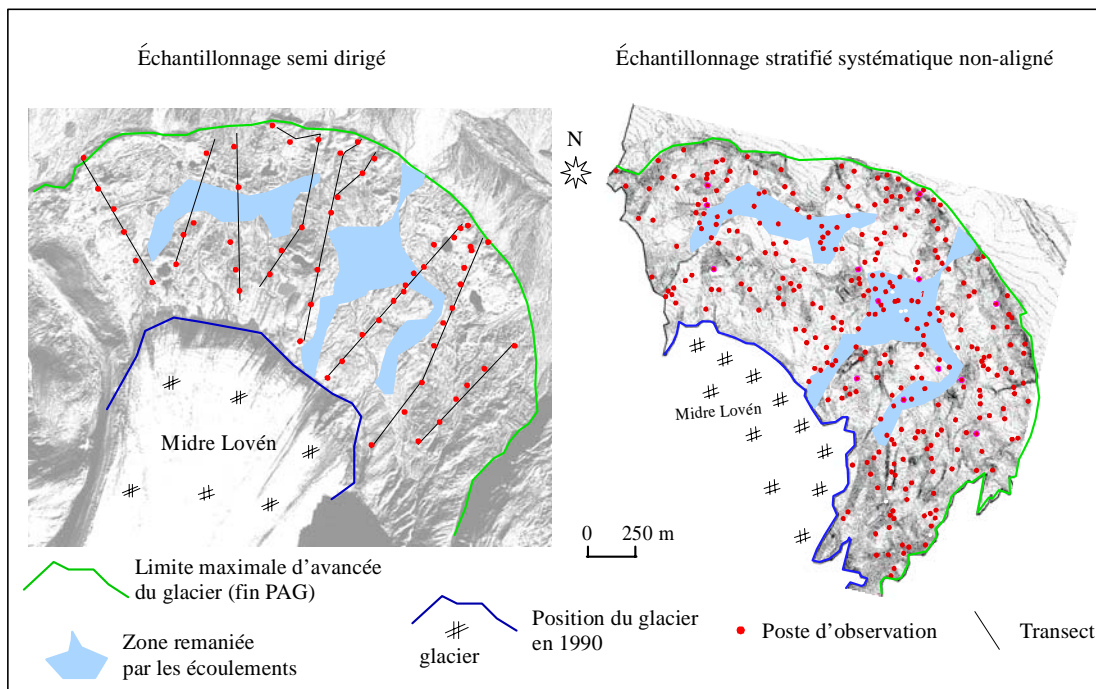 Échantillonnage semi dirigé
Échantillonnage stratifié systématique non-aligné
N
Midre Lovén
Midre Lovén
0 250 m
Limite maximale d'avancée
du glacier (fin PAG)
Zone remaniée
par les écoulements
glacier
Position du glacier
en 1990
Poste d'observation
Transect